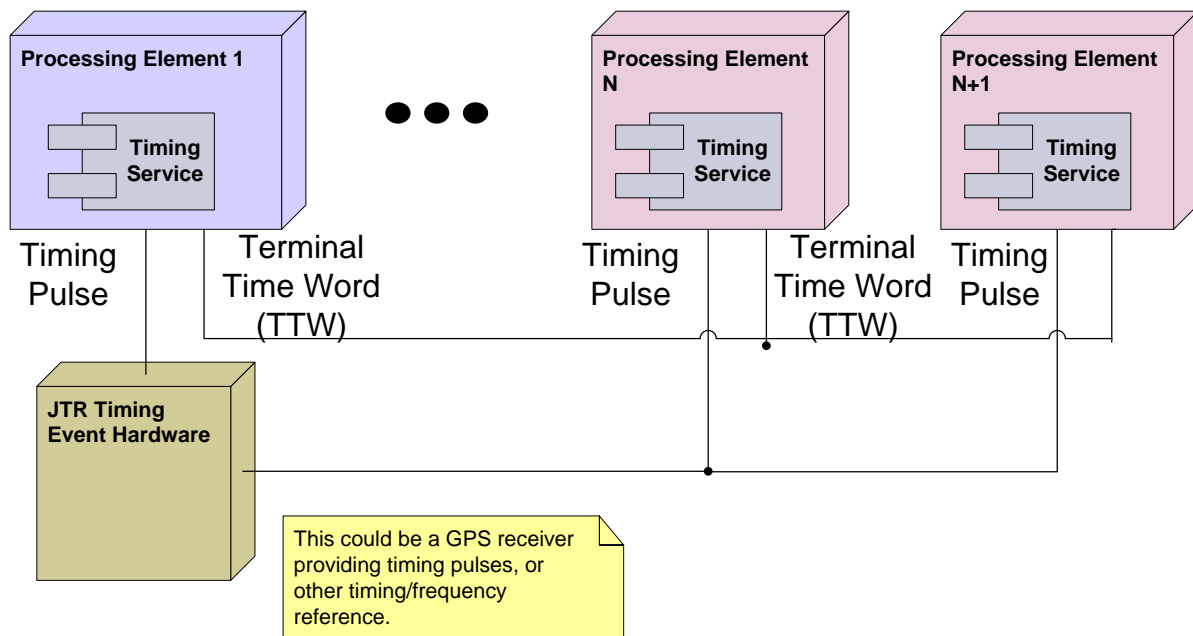 Processing Element 1
Timing
Service
Processing Element
N
Timing
Service
Processing Element
N+1
Timing
Service
Timing
Pulse
Terminal
Time Word
(TTW)
Timing
Pulse
Terminal
Time Word
(TTW)
Timing
Pulse
JTR Timing
Event Hardware
This could be a GPS receiver
providing timing pulses, or
other timing/frequency
reference.